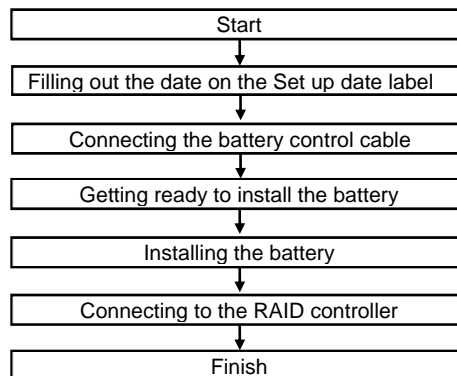 Start
Filling out the date on the Set up date label
Connecting the battery control cable
Getting ready to install the battery
Installing the battery
Connecting to the RAID controller
Finish